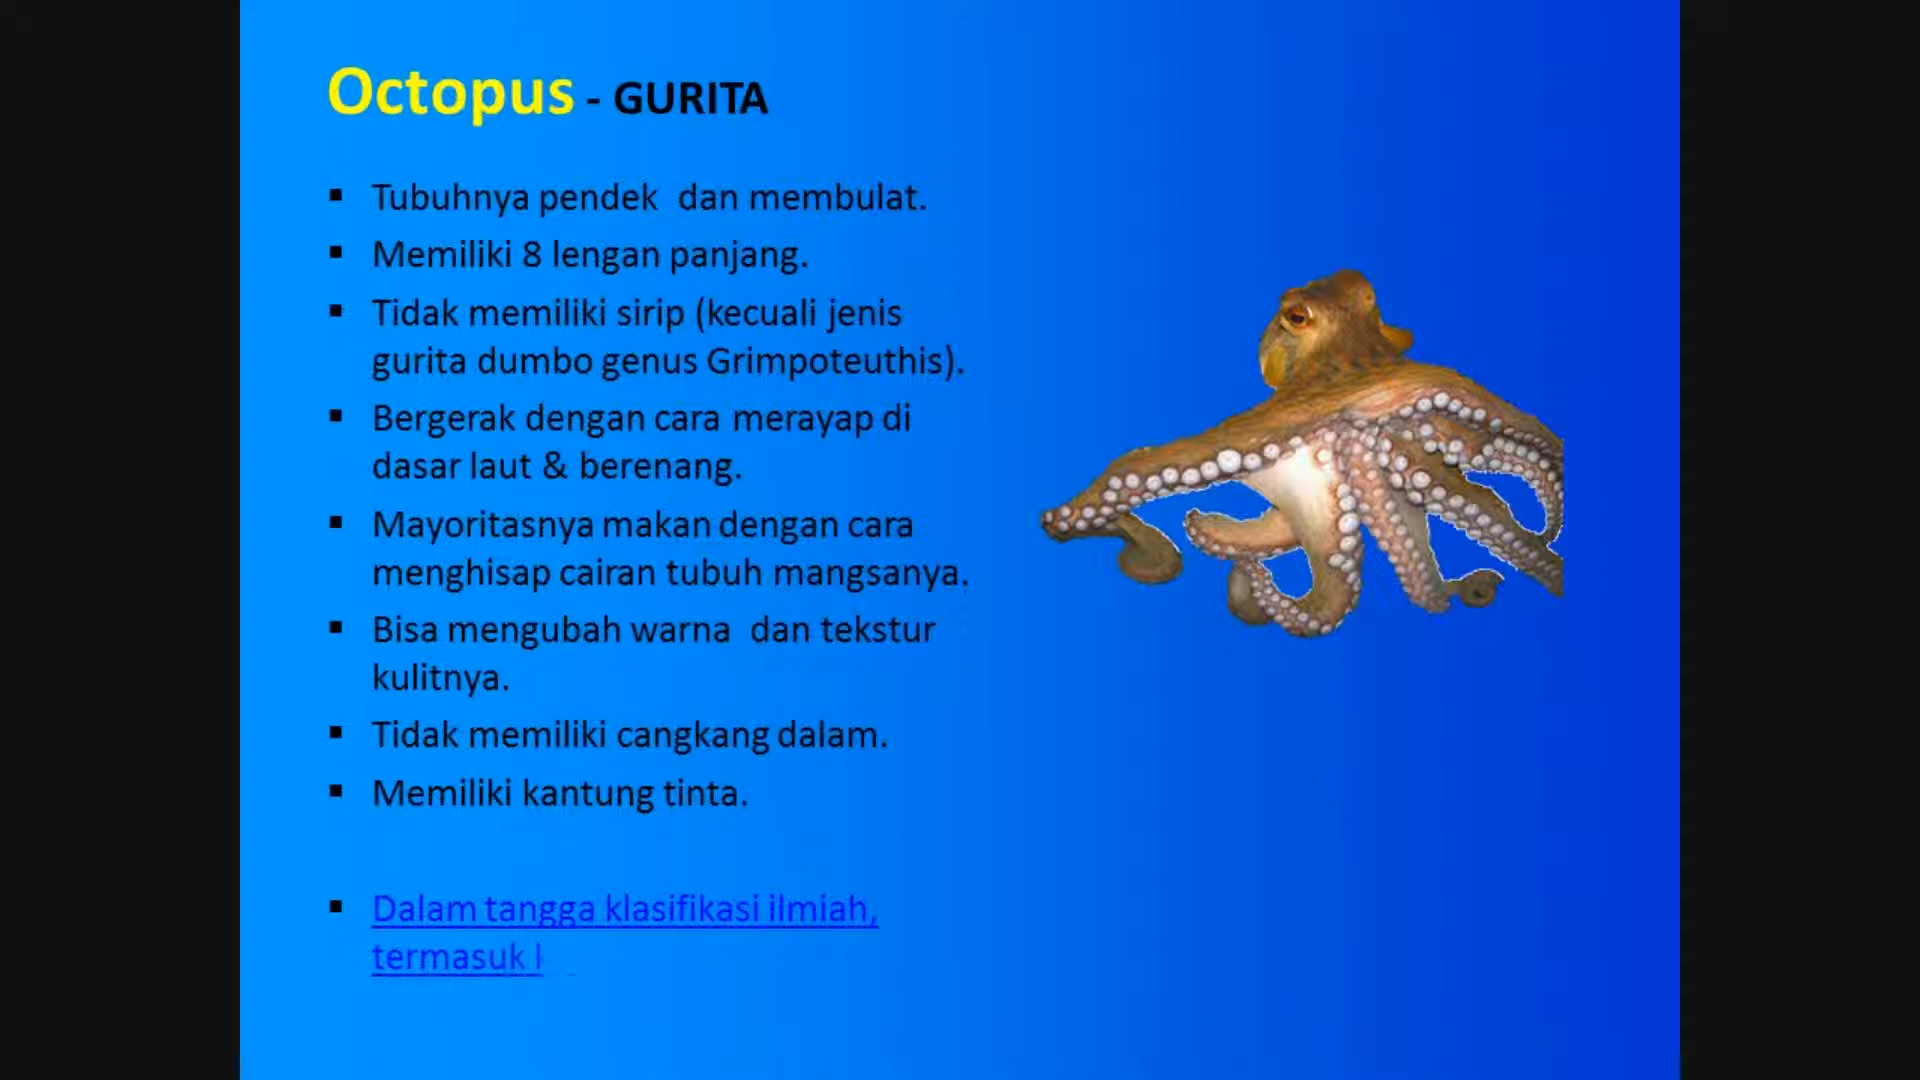 Octopus - GURITA
▪ Tubuhnya pendek dan membulat.
▪ Memiliki 8 lengan panjang.
▪ Tidak memiliki sirip (kecuali jenis
gurita dumbo genus Grimpoteuthis).
▪ Bergerak dengan cara merayap di
dasar laut & berenang.
▪ Mayoritasnya makan dengan cara
menghisap cairan tubuh mangsanya.
▪ Bisa mengubah warna dan tekstur
kulitnya.
▪ Tidak memiliki cangkang dalam.
▪ Memiliki kantung tinta.
▪ Dalam tangga klasifikasi ilmiah,
termasuk